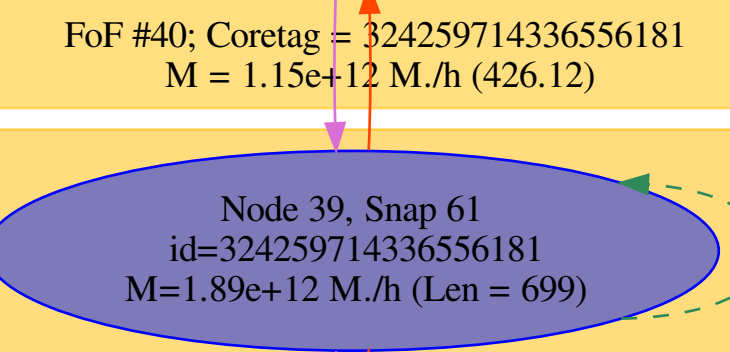 FoF #40; Coretag = 324259714336556181
M = 1.15e+12 M./h (426.12)
Node 39, Snap 61
id=324259714336556181
M=1.89e+12 M./h (Len = 699)